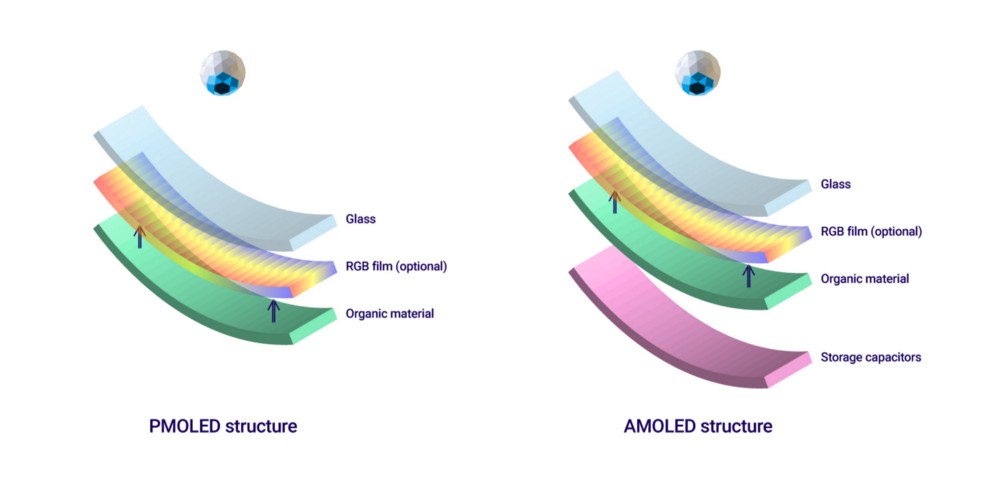 Glass
RGB film (optional)
Organic material
PMOLED structure
Glass
RGB film (optional)
Organic material
Storage capacitors
AMOLED structure